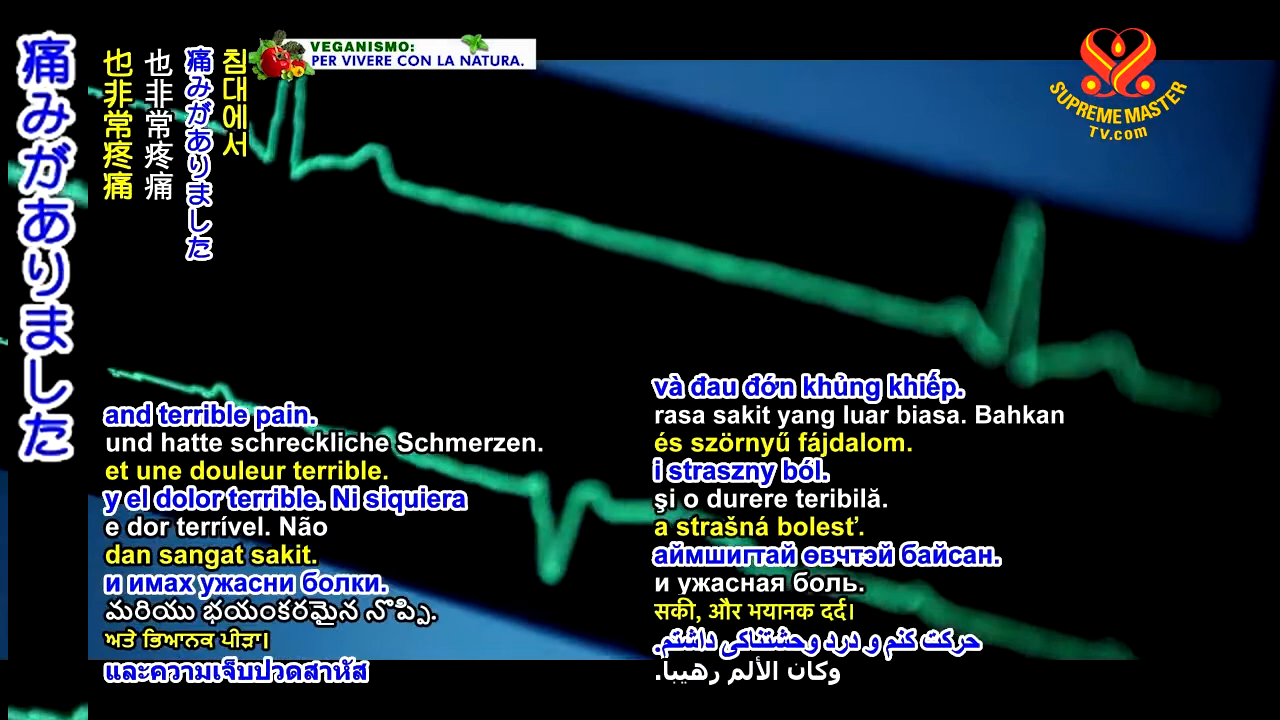 痛みがありました
也非常疼痛
也非常疼痛
痛みがありました
침대에서
VEGANISMO:
PER VIVERE CON LA NATURA.
SUPREME MASTER
TV.com
and terrible pain.
und hatte schreckliche Schmerzen.
et une douleur terrible.
y el dolor terrible. Ni siquiera
e dor terrível. Não
dan sangat sakit.
и имах ужасни болки.
మరియు భయంకరమైన నొప్పి.
ਅਤੇ ਭਿਆਨਕ ਪੀੜਾ।
และความเจ็บปวดสาหัส
và đau đớn khủng khiếp.
rasa sakit yang luar biasa. Bahkan
és szörnyű fájdalom.
i straszny ból.
şi o durere teribilă.
a strašná bolesť.
аймшигтай өвчтэй байсан.
и ужасная боль.
सकी, और भयानक दर्द।
حرکت کنم و درد وحشتناکی داشتم.
وكان الألم رهيبا.